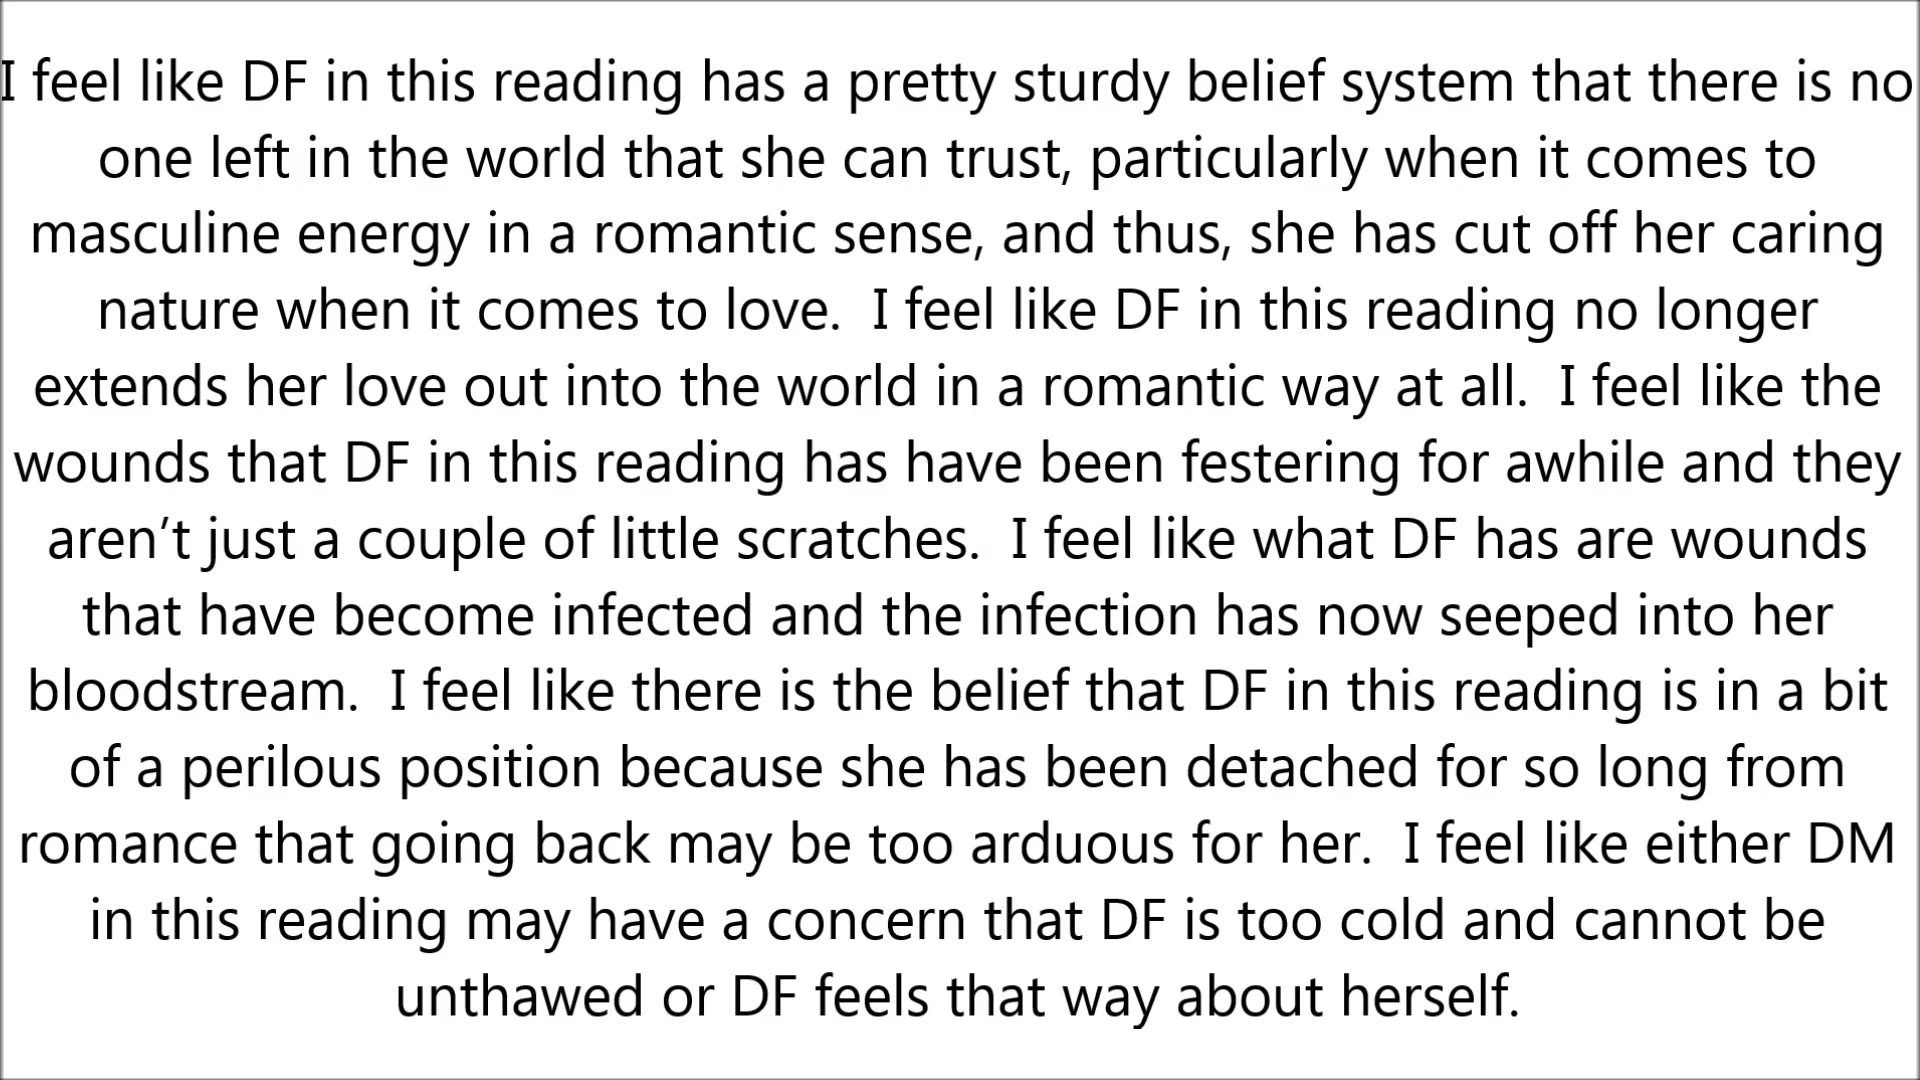 I feel like DF in this reading has a pretty sturdy belief system that there is no
one left in the world that she can trust, particularly when it comes to
masculine energy in a romantic sense, and thus, she has cut off her caring
nature when it comes to love.  I feel like DF in this reading no longer
extends her love out into the world in a romantic way at all.  I feel like the
wounds that DF in this reading has have been festering for awhile and they
aren’t just a couple of little scratches.  I feel like what DF has are wounds
that have become infected and the infection has now seeped into her
bloodstream.  I feel like there is the belief that DF in this reading is in a bit
of a perilous position because she has been detached for so long from
romance that going back may be too arduous for her.  I feel like either DM
in this reading may have a concern that DF is too cold and cannot be
unthawed or DF feels that way about herself.